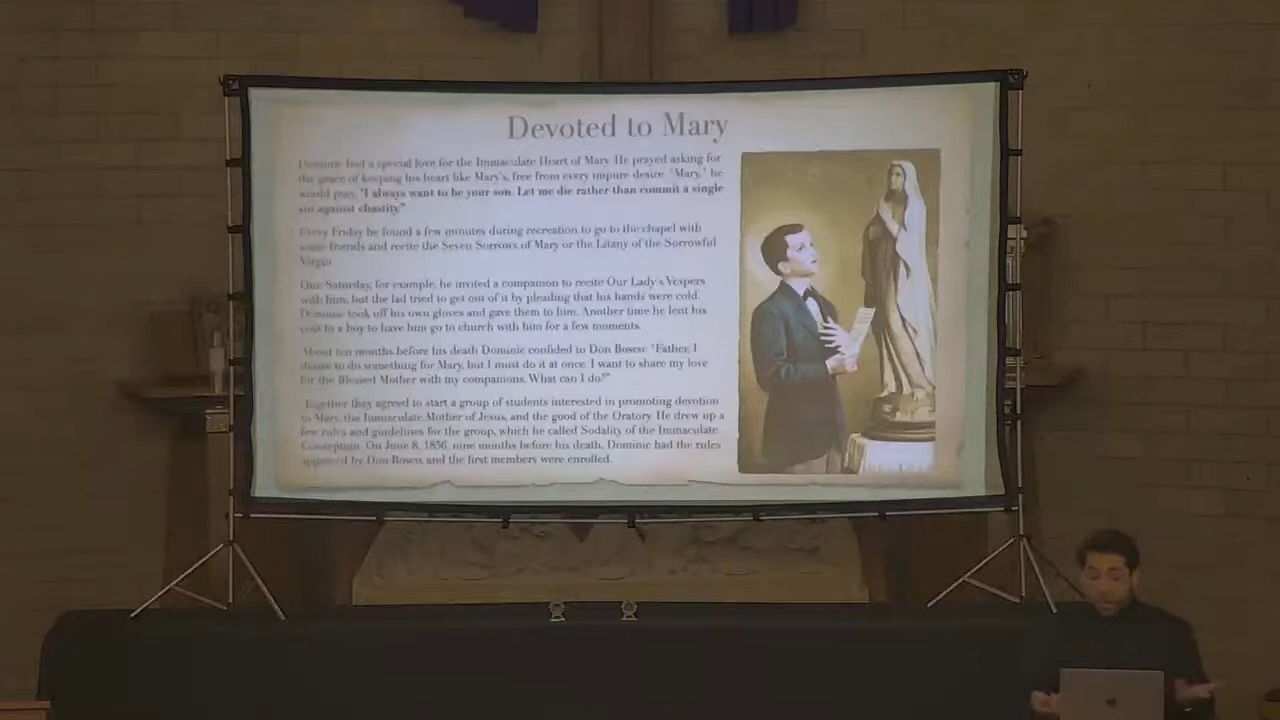 Devoted to Mary
Dominic had a special love for the Immaculate Heart of Mary. He prayed asking for
the grace of keeping his heart like Mary's, free from every impure desire. "Mary," he
would pray, "I always want to be your son. Let me die rather than commit a single
sin against chastity."
Every Friday he found a few minutes during recreation to go to the chapel with
some friends and recite the Seven Sorrows of Mary or the Litany of the Sorrowful
Virgin.
One Saturday, for example, he invited a companion to recite Our Lady's Vespers
with him, but the lad tried to get out of it by pleading that his hands were cold.
Dominic took off his own gloves and gave them to him. Another time he lent his
coat to a boy to have him go to church with him for a few moments.
About ten months before his death Dominic confided to Don Bosco: "Father, I
desire to do something for Mary, but I must do it at once. I want to share my love
for the Blessed Mother with my companions. What can I do?"
Together they agreed to start a group of students interested in promoting devotion
to Mary, the Immaculate Mother of Jesus, and the good of the Oratory. He drew up a
few rules and guidelines for the group, which he called Sodality of the Immaculate
Conception. On June 8, 1856, nine months before his death, Dominic had the rules
approved by Don Bosco, and the first members were enrolled.